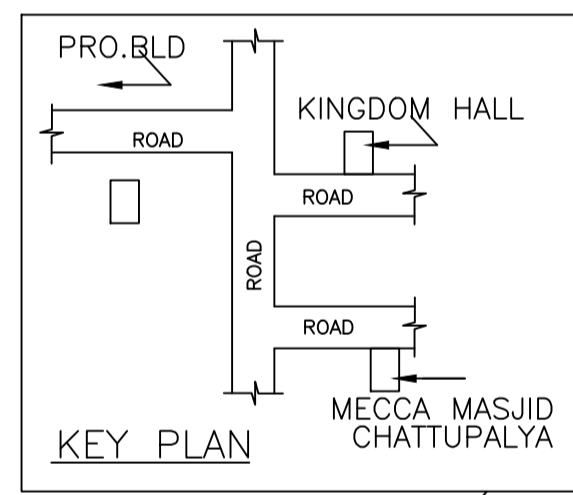 PRO.BLD
KINGDOM HALL
ROAD
ROAD
ROAD
ROAD
MECCA MASJID
CHATTUPALYA
KEY PLAN